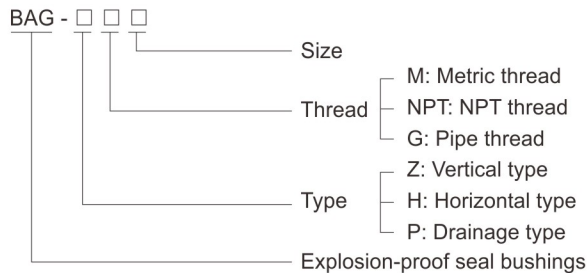 BAG - □ □ □
Size
M: Metric thread
Thread
NPT: NPT thread
G: Pipe thread
Z: Vertical type
Type
H: Horizontal type
P: Drainage type
Explosion-proof seal bushings